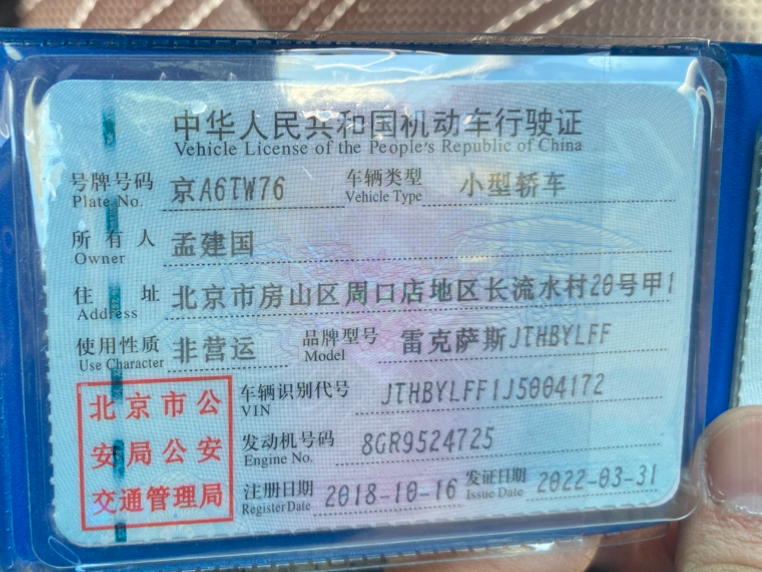 中华人民共和国机动车行驶证
Vehicle License of the People's Republic of China
号牌号码 京A6TW76 车辆类型 小型轿车
Plate No. Vehicle Type
所有人 孟建国
Owner
住址 北京市房山区周口店地区长流水村20号甲1
Address
使用性质 非营运 品牌型号 雷克萨斯JTHBYLFF
Use Character Model
北京市公
安局公安
交通管理局
车辆识别代号 JTHBYLFF1J5004172
VIN
发动机号码 8GR9524725
Engine No.
注册日期 2018-10-16 发证日期 2022-03-31
Register Date Issue Date